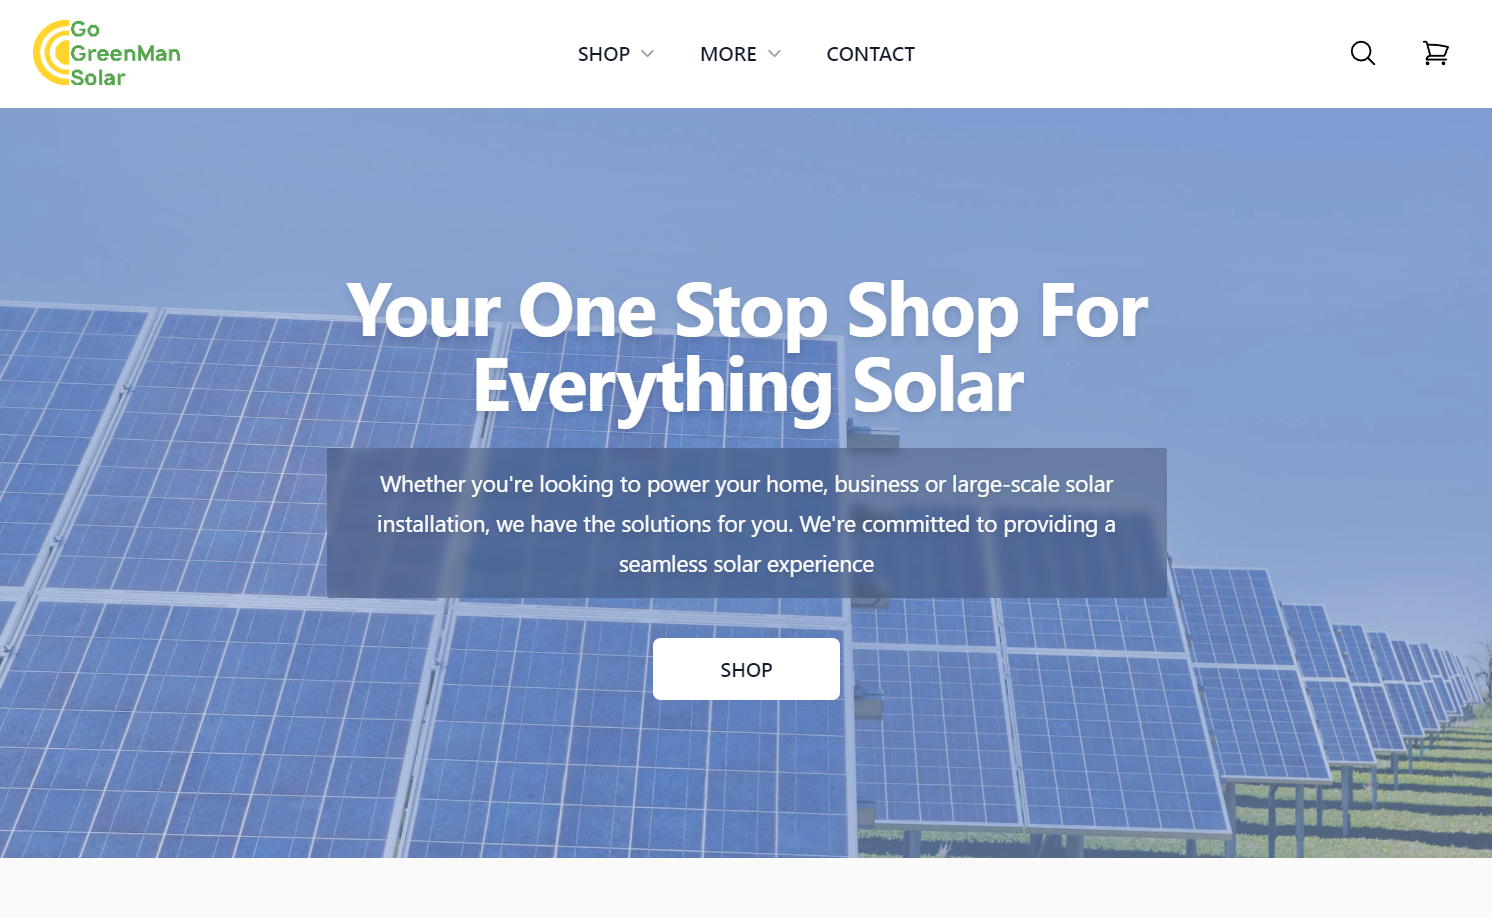 Go
GreenMan
Solar
SHOP
MORE
CONTACT
Your One Stop Shop For
Everything Solar
Whether you're looking to power your home, business or large-scale solar
installation, we have the solutions for you. We're committed to providing a
seamless solar experience
SHOP